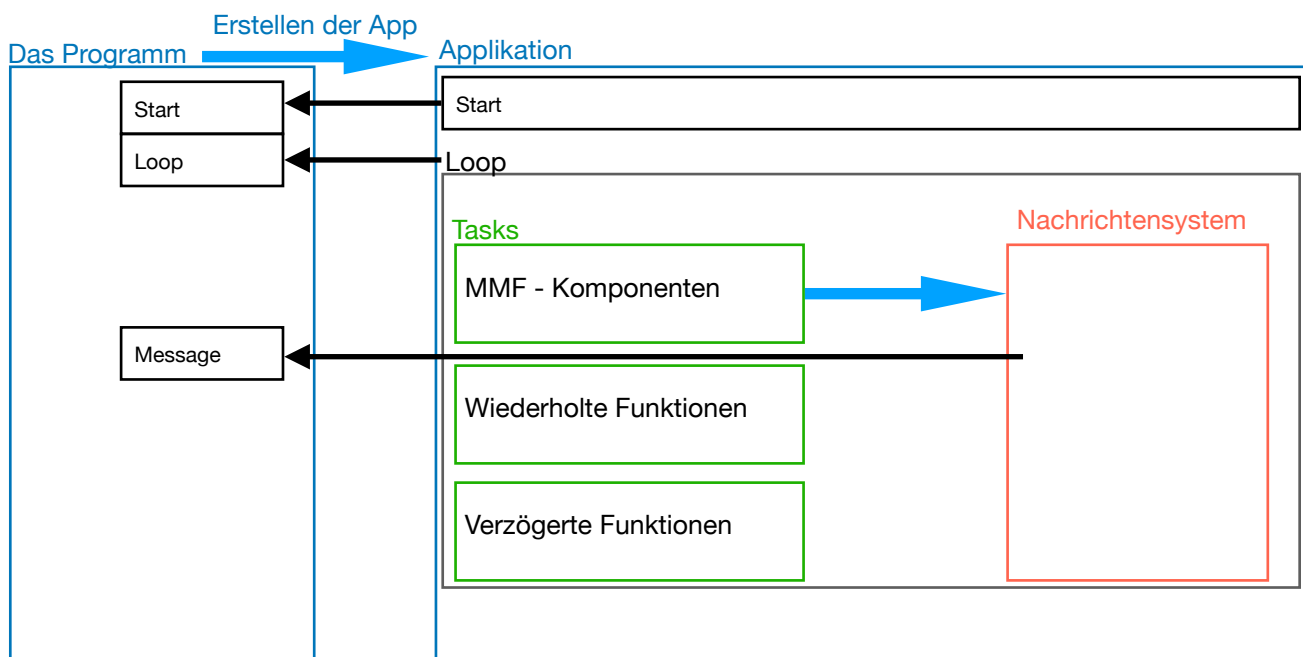 Erstellen der App
Das Programm
Applikation
Start
Start
Loop
Loop
Tasks
Nachrichtensystem
MMF - Komponenten
Message
Wiederholte Funktionen
Verzögerte Funktionen